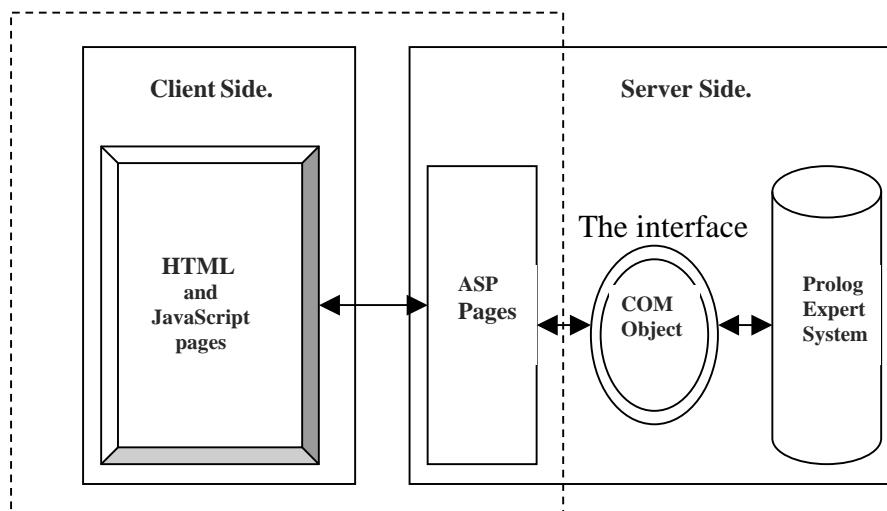 Client Side.
Server Side.
HTML
and
JavaScript
pages
ASP
Pages
The interface
COM
Object
Prolog
Expert
System